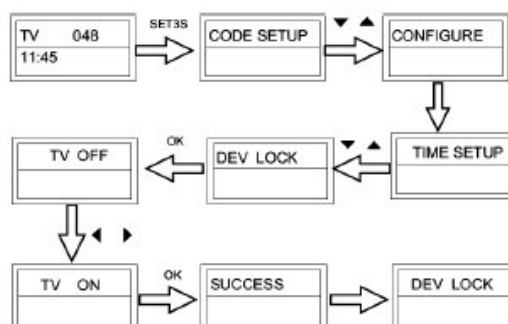 TV 048
11:45
SET3S
CODE SETUP
▼ ▲
CONFIGURE
TIME SETUP
▼ ▲
DEV LOCK
OK
TV OFF
◀ ▶
TV ON
OK
SUCCESS
DEV LOCK